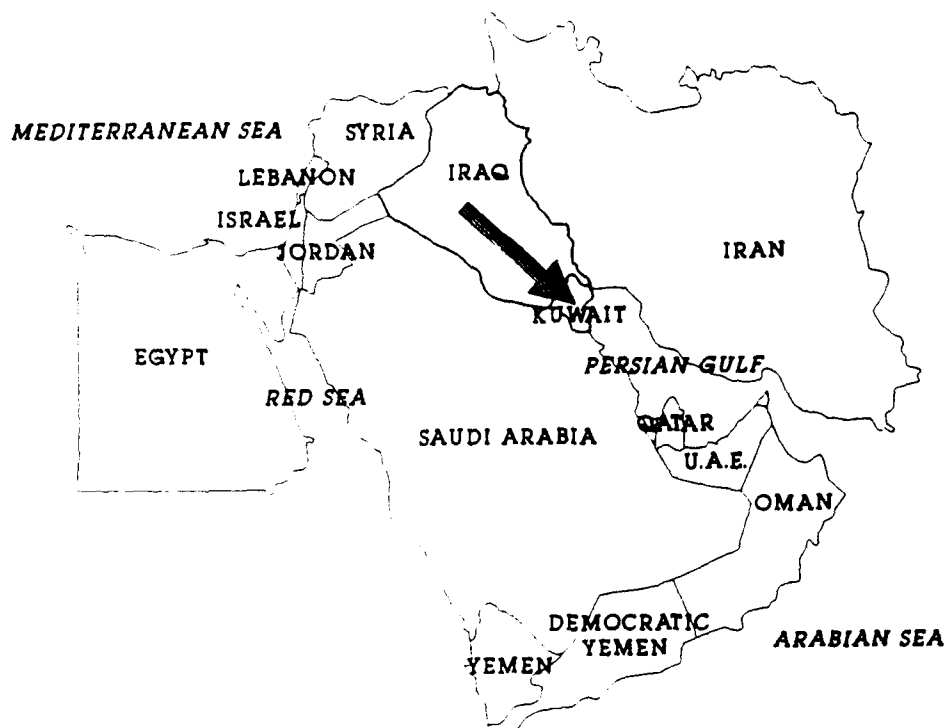 MEDITERRANEAN SEA
SYRIA
LEBANON
IRAQ
ISRAEL
JORDAN
IRAN
KUWAIT
EGYPT
PERSIAN GULF
RED SEA
QATAR
SAUDI ARABIA
U.A.E.
OMAN
DEMOCRATIC
YEMEN
YEMEN
ARABIAN SEA